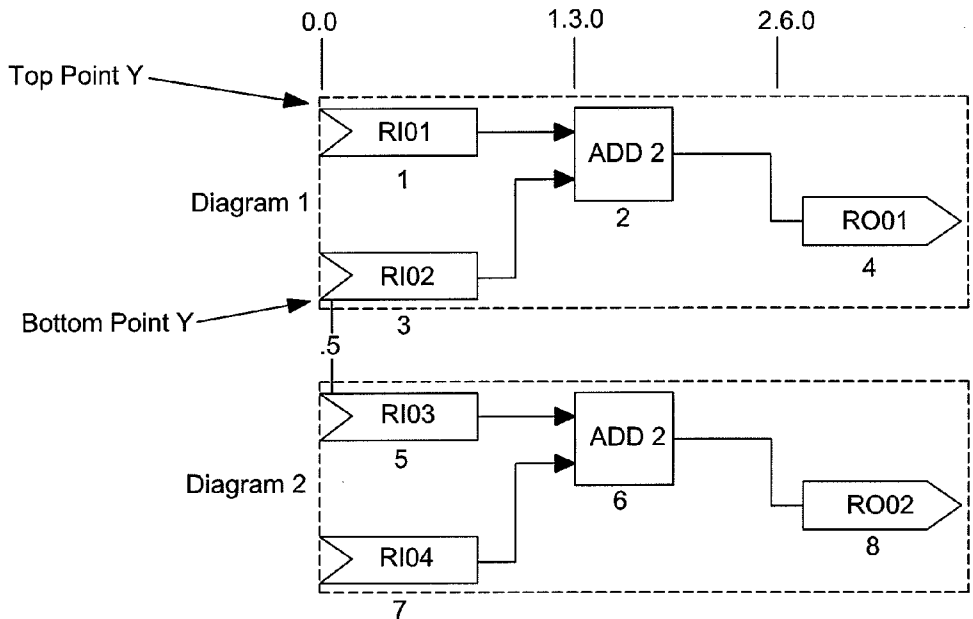 0.0 1.3.0 2.6.0
Top Point Y
RI01
1
ADD 2
2
Diagram 1
RO01
4
RI02
3
Bottom Point Y
.5
RI03
5
ADD 2
6
Diagram 2
RO02
8
RI04
7